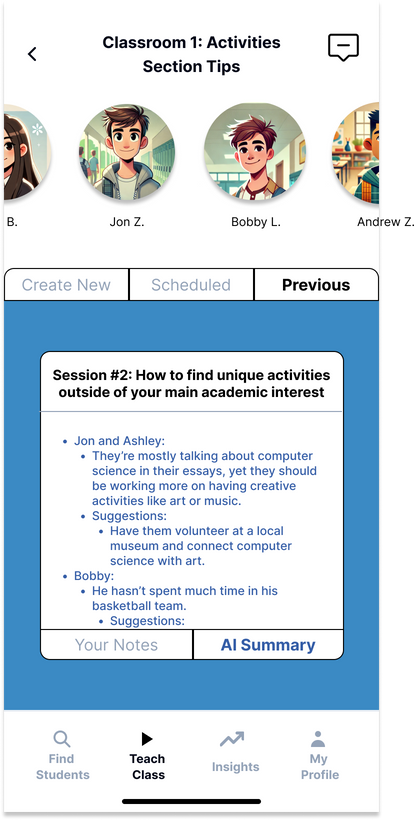 Classroom 1: Activities
Section Tips
B.
Jon Z.
Bobby L.
Andrew Z.
Create New
Scheduled
Previous
Session #2: How to find unique activities
outside of your main academic interest
• Jon and Ashley:
• They’re mostly talking about computer
science in their essays, yet they should
be working more on having creative
activities like art or music.
• Suggestions:
• Have them volunteer at a local
museum and connect computer
science with art.
• Bobby:
• He hasn’t spent much time in his
basketball team.
• Suggestions:
Your Notes
AI Summary
Find
Students
Teach
Class
Insights
My
Profile